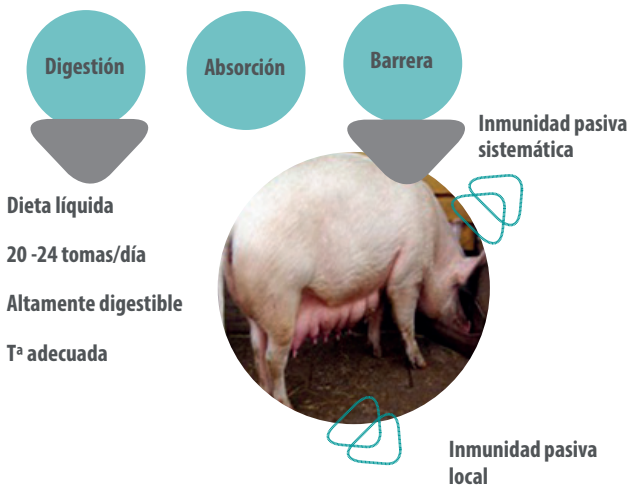 Digestión
Absorción
Barrera
Inmunidad pasiva
sistemática
Dieta líquida
20 -24 tomas/día
Altamente digestible
Tª adecuada
Inmunidad pasiva
local